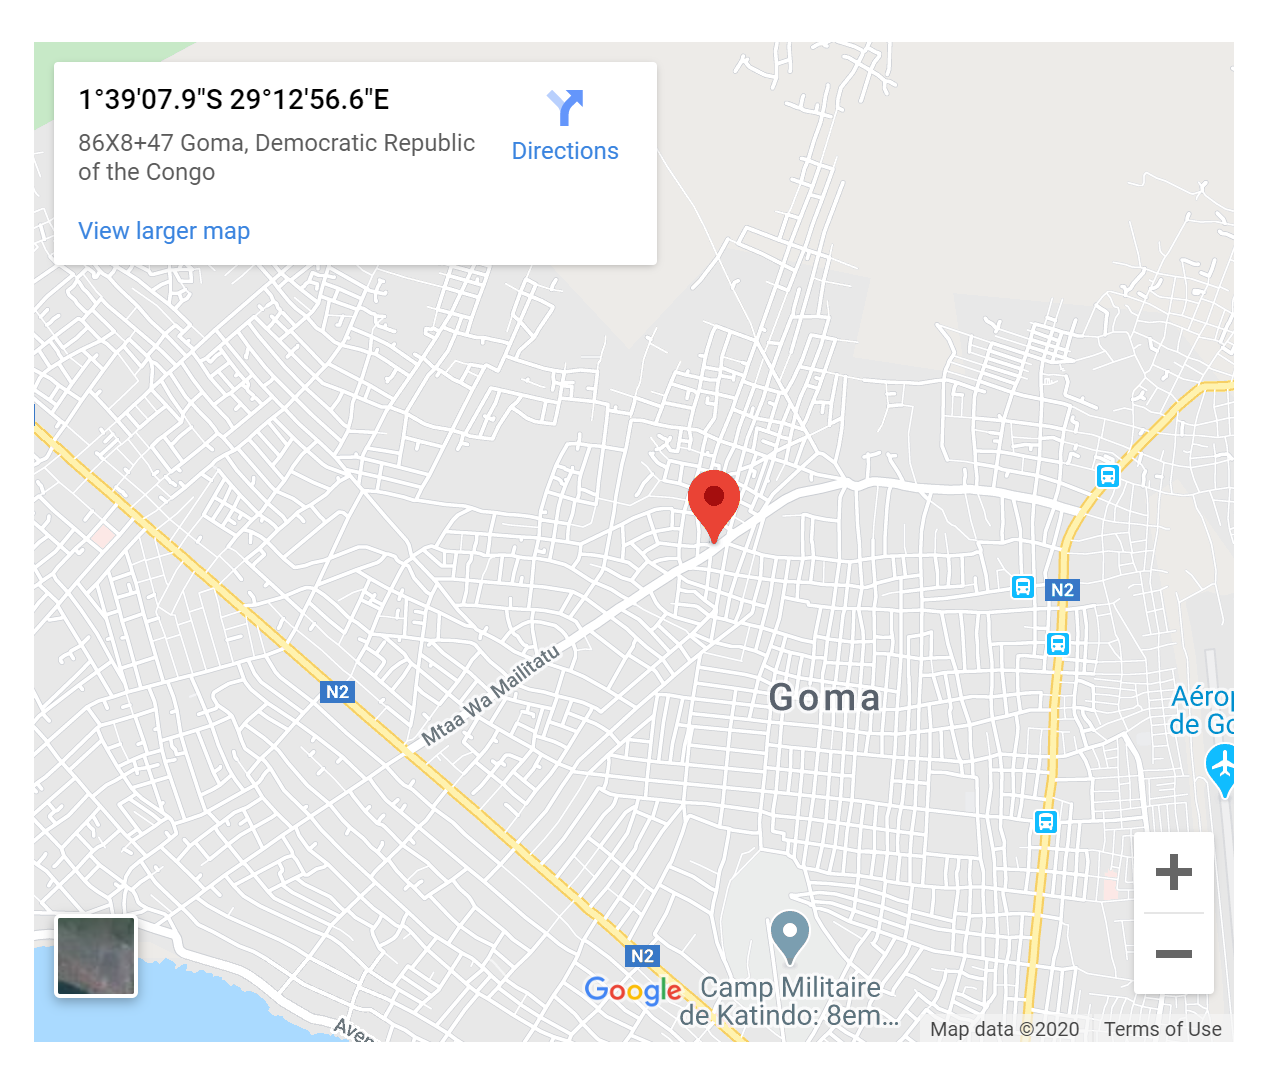 1°39'07.9"S 29°12'56.6"E
86X8+47 Goma, Democratic Republic
of the Congo
Directions
View larger map
N2
N2
Mtaa Wa Mailitatu
Goma
Aérop
de Go
N2
Google
Camp Militaire
de Katindo: 8em...
Aven
Map data ©2020
Terms of Use